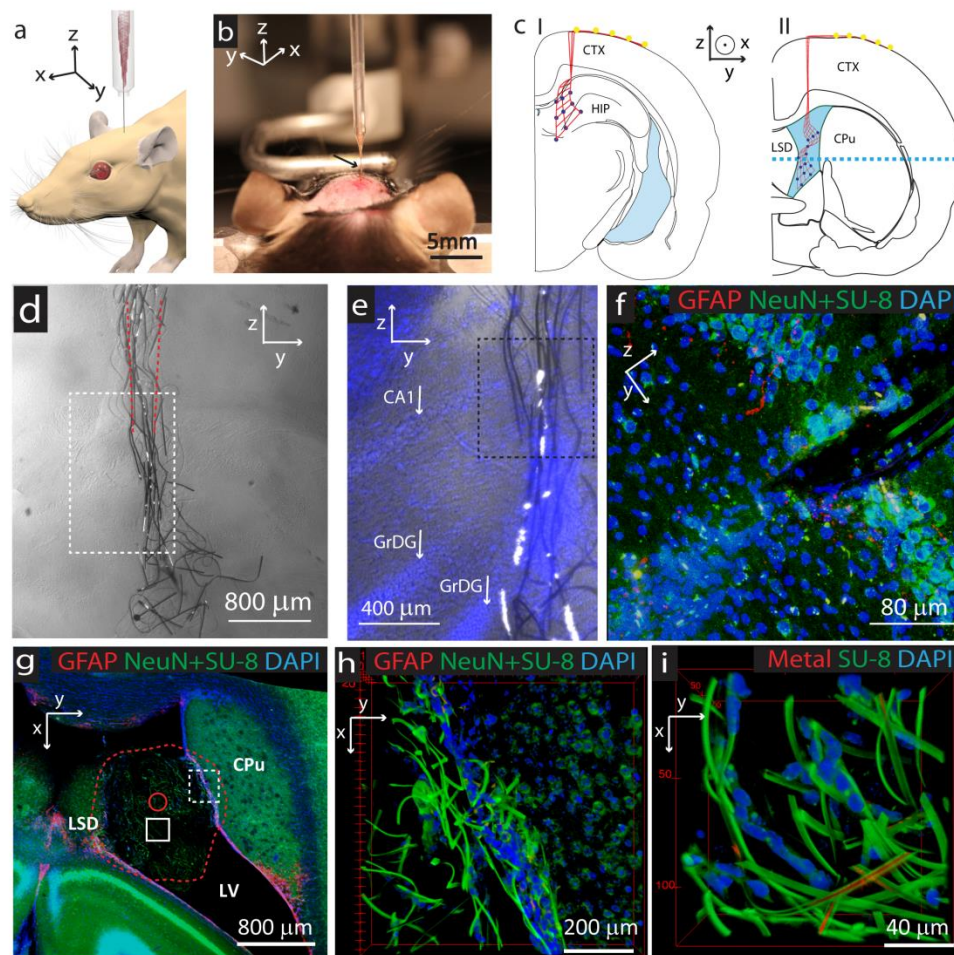 a
z
x
y
b
z
y
x
5mm
c
I
CTX
HIP
z
x
y
II
CTX
LSD
CPu
d
z
y
800 μm
e
z
y
CA1
GrDG
GrDG
400 μm
f
GFAP NeuN+SU-8 DAPI
z
y
80 μm
g
GFAP NeuN+SU-8 DAPI
y
x
CPu
LSD
LV
800 μm
h
GFAP NeuN+SU-8 DAPI
y
x
200 μm
i
Metal SU-8 DAPI
y
x
50
100
40 μm